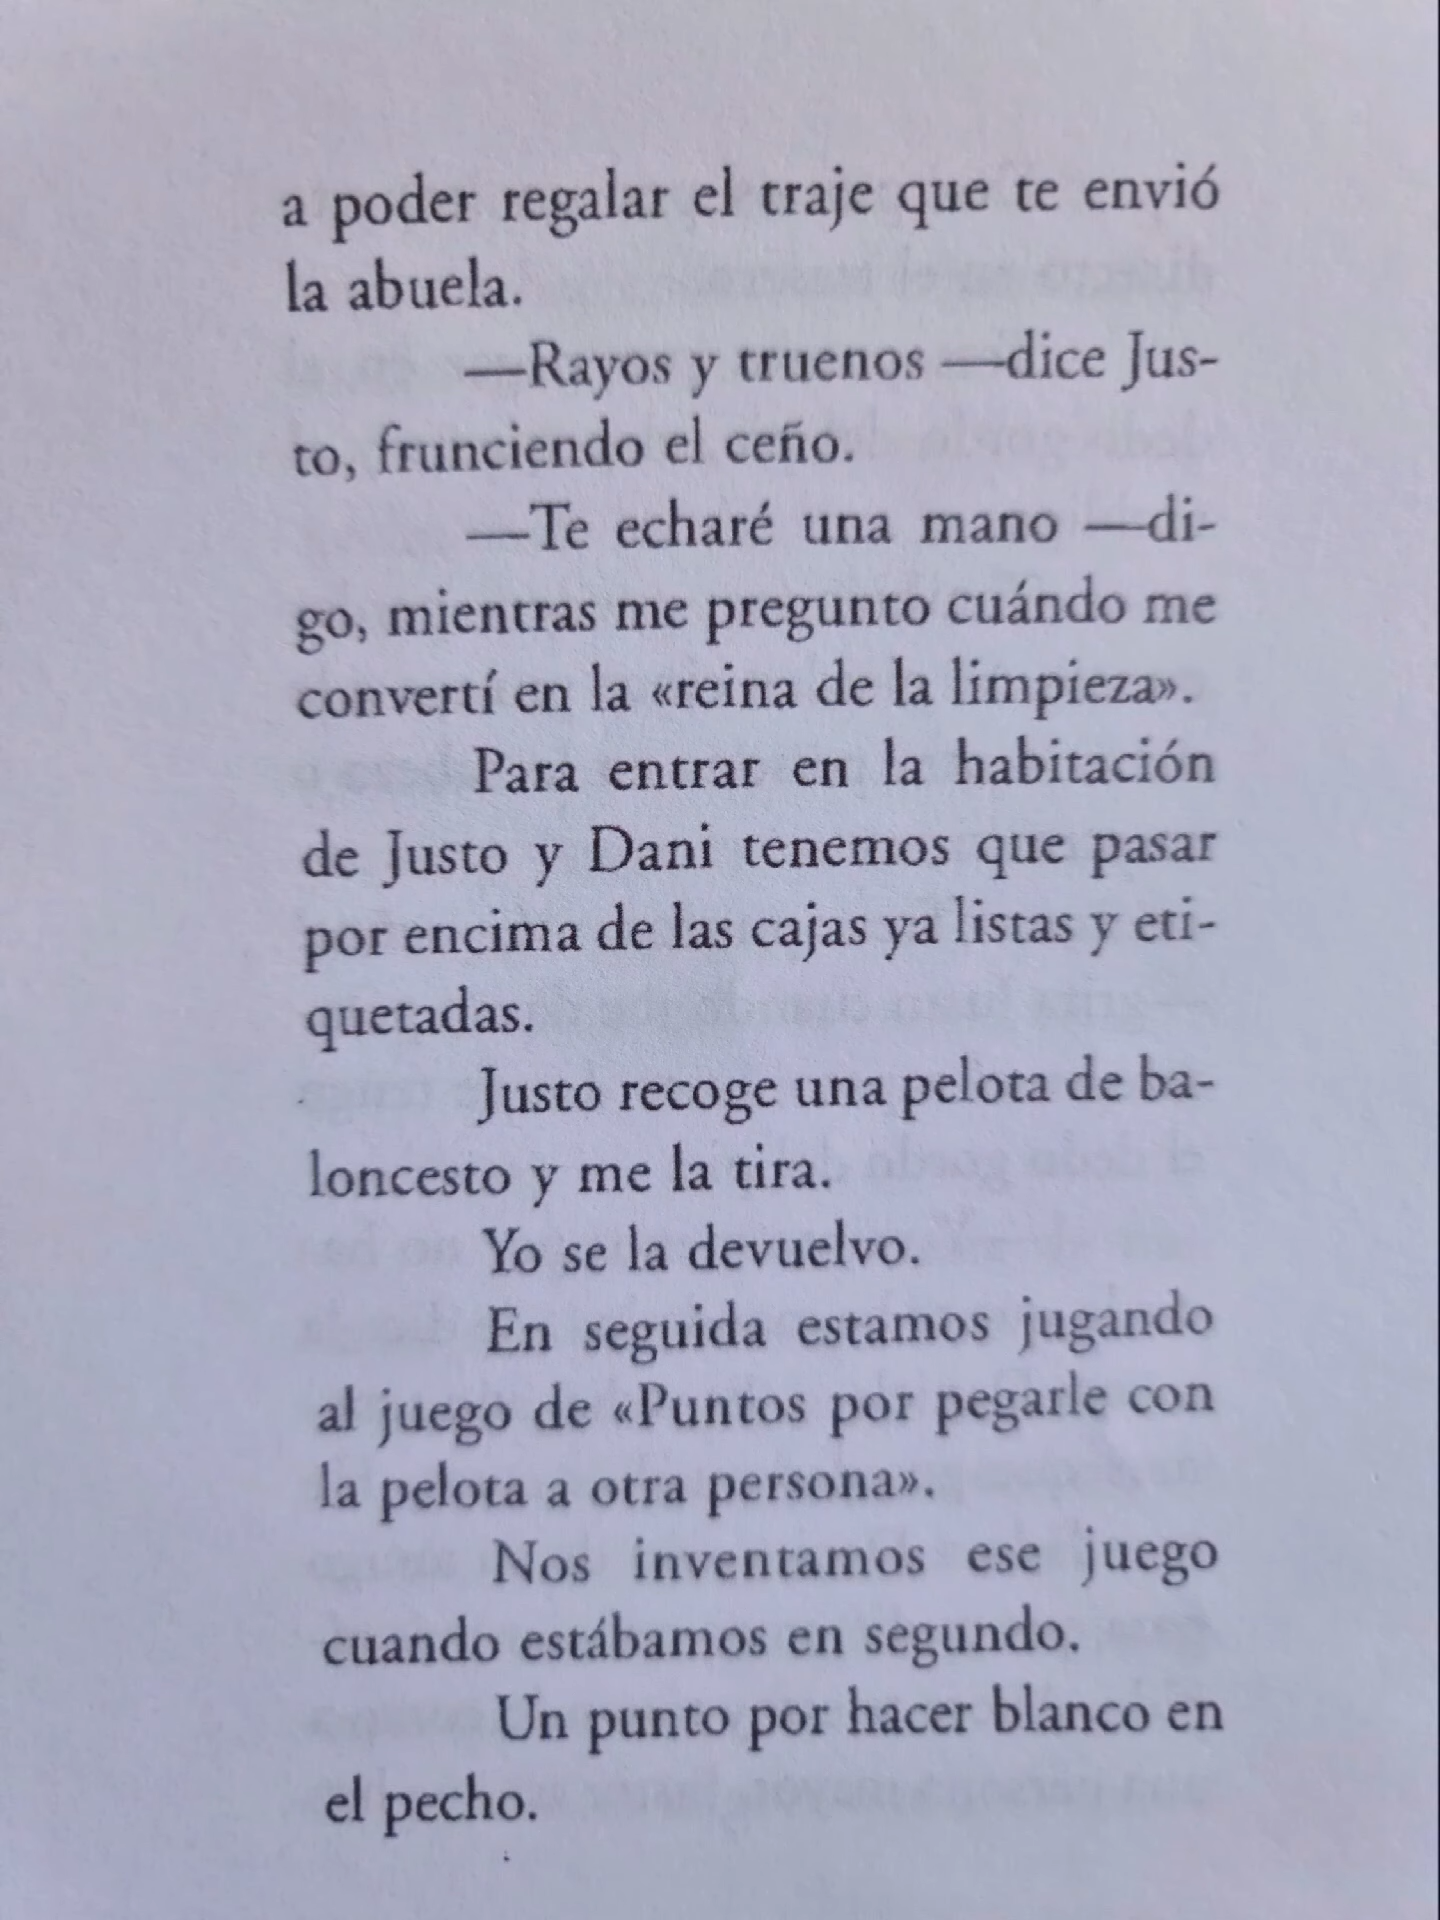 a poder regalar el traje que te envió
la abuela.
—Rayos y truenos —dice Jus-
to, frunciendo el ceño.
—Te echaré una mano —di-
go, mientras me pregunto cuándo me
convertí en la «reina de la limpieza».
Para entrar en la habitación
de Justo y Dani tenemos que pasar
por encima de las cajas ya listas y eti-
quetadas.
Justo recoge una pelota de ba-
loncesto y me la tira.
Yo se la devuelvo.
En seguida estamos jugando
al juego de «Puntos por pegarle con
la pelota a otra persona».
Nos inventamos ese juego
cuando estábamos en segundo.
Un punto por hacer blanco en
el pecho.